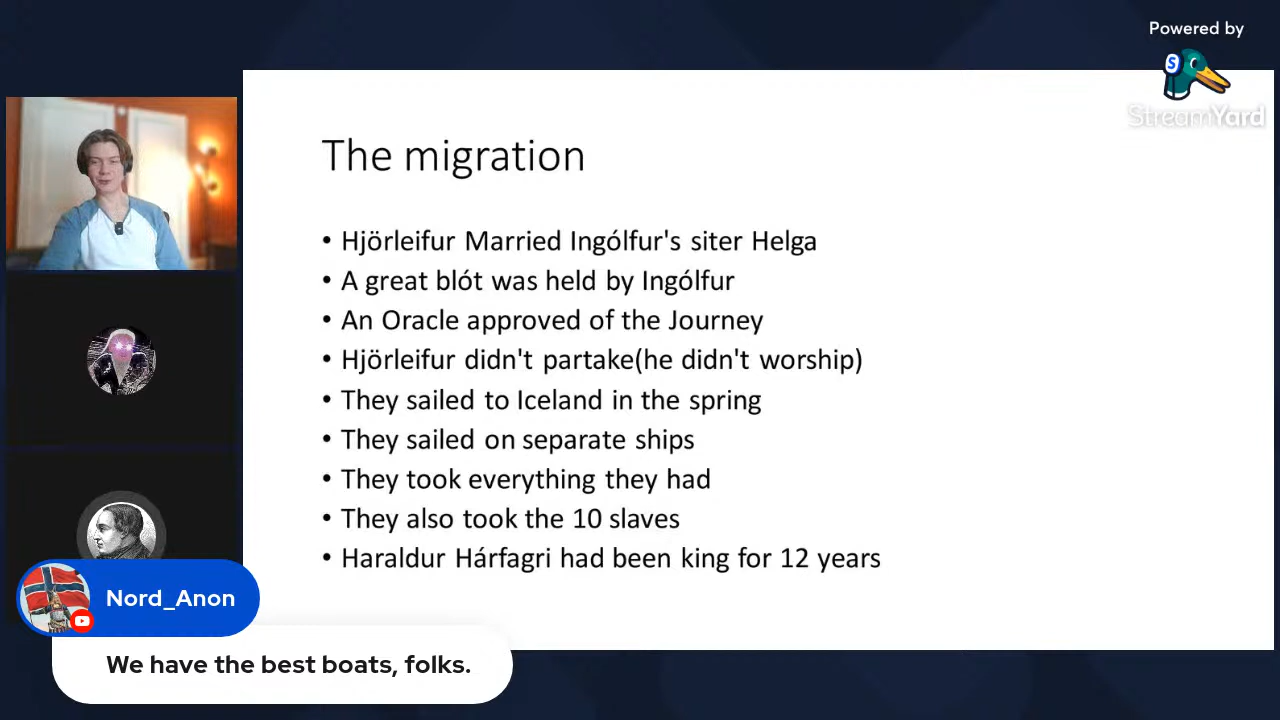 Powered by
StreamYard
The migration
• Hjörleifur Married Ingólfur's siter Helga
• A great blót was held by Ingólfur
• An Oracle approved of the Journey
• Hjörleifur didn't partake(he didn't worship)
• They sailed to Iceland in the spring
• They sailed on separate ships
• They took everything they had
• They also took the 10 slaves
• Haraldur Hárfagri had been king for 12 years
Nord_Anon
We have the best boats, folks.